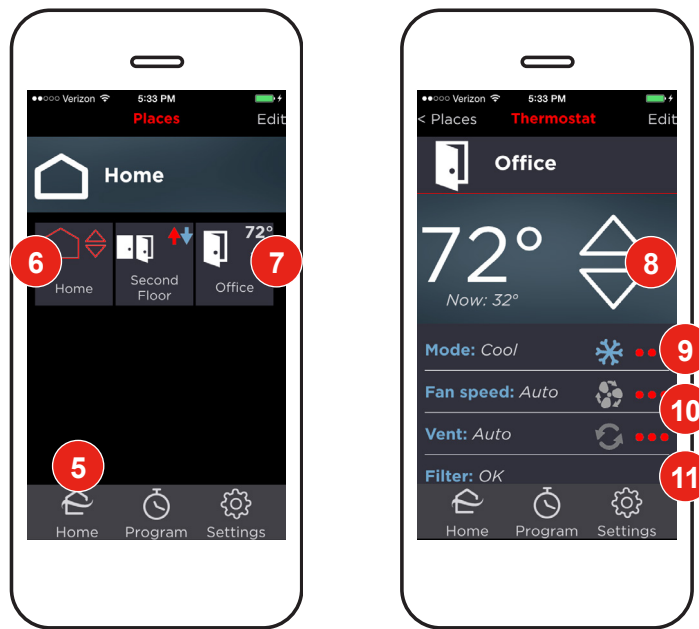 Verizon 5:33 PM
Places Edit
Home
72°
6
7
Home
Second
Floor
Office
5
Home Program Settings
Verizon 5:33 PM
< Places Thermostat Edit
Office
72°
8
Now: 32°
Mode: Cool
9
Fan speed: Auto
10
Vent: Auto
Filter: OK
11
Home Program Settings